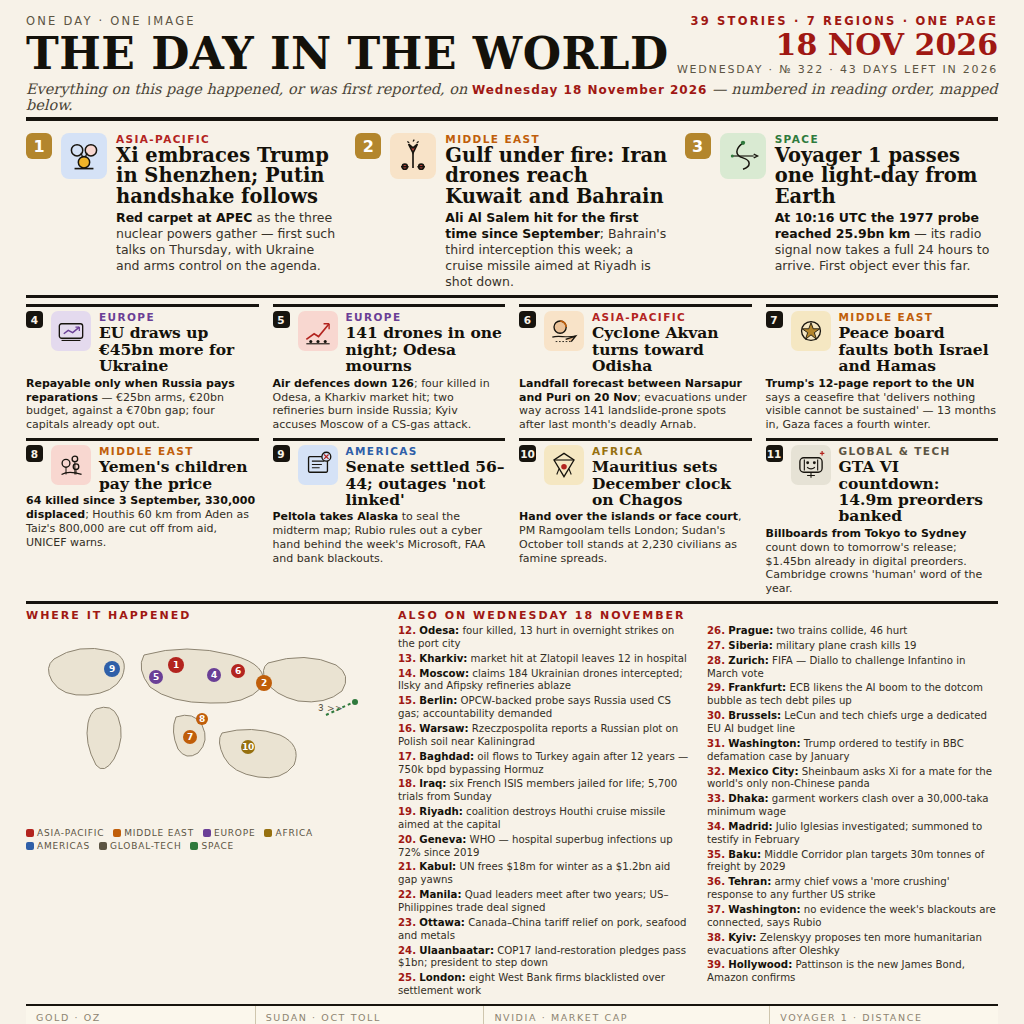 ONE DAY · ONE IMAGE
39 STORIES · 7 REGIONS · ONE PAGE
THE DAY IN THE WORLD
18 NOV 2026
WEDNESDAY · № 322 · 43 DAYS LEFT IN 2026
Everything on this page happened, or was first reported, on Wednesday 18 November 2026 — numbered in reading order, mapped
below.
1
ASIA-PACIFIC
Xi embraces Trump
in Shenzhen; Putin
handshake follows
Red carpet at APEC as the three
nuclear powers gather — first such
talks on Thursday, with Ukraine
and arms control on the agenda.
2
MIDDLE EAST
Gulf under fire: Iran
drones reach
Kuwait and Bahrain
Ali Al Salem hit for the first
time since September; Bahrain's
third interception this week; a
cruise missile aimed at Riyadh is
shot down.
3
SPACE
Voyager 1 passes
one light-day from
Earth
At 10:16 UTC the 1977 probe
reached 25.9bn km — its radio
signal now takes a full 24 hours to
arrive. First object ever this far.
4
EUROPE
EU draws up
€45bn more for
Ukraine
Repayable only when Russia pays
reparations — €25bn arms, €20bn
budget, against a €70bn gap; four
capitals already opt out.
5
EUROPE
141 drones in one
night; Odesa
mourns
Air defences down 126; four killed in
Odesa, a Kharkiv market hit; two
refineries burn inside Russia; Kyiv
accuses Moscow of a CS-gas attack.
6
ASIA-PACIFIC
Cyclone Akvan
turns toward
Odisha
Landfall forecast between Narsapur
and Puri on 20 Nov; evacuations under
way across 141 landslide-prone spots
after last month's deadly Arnab.
7
MIDDLE EAST
Peace board
faults both Israel
and Hamas
Trump's 12-page report to the UN
says a ceasefire that 'delivers nothing
visible cannot be sustained' — 13 months
in, Gaza faces a fourth winter.
8
MIDDLE EAST
Yemen's children
pay the price
64 killed since 3 September, 330,000
displaced; Houthis 60 km from Aden as
Taiz's 800,000 are cut off from aid,
UNICEF warns.
9
AMERICAS
Senate settled 56–
44; outages 'not
linked'
Peltola takes Alaska to seal the
midterm map; Rubio rules out a cyber
hand behind the week's Microsoft, FAA
and bank blackouts.
10
AFRICA
Mauritius sets
December clock
on Chagos
Hand over the islands or face court,
PM Ramgoolam tells London; Sudan's
October toll stands at 2,230 civilians as
famine spreads.
11
GLOBAL & TECH
GTA VI
countdown:
14.9m preorders
banked
Billboards from Tokyo to Sydney
count down to tomorrow's release;
$1.45bn already in digital preorders.
Cambridge crowns 'human' word of the
year.
WHERE IT HAPPENED
9
5
1
4
6
2
3 >>
8
7
10
ASIA-PACIFIC MIDDLE EAST EUROPE AFRICA
AMERICAS GLOBAL-TECH SPACE
ALSO ON WEDNESDAY 18 NOVEMBER
12. Odesa: four killed, 13 hurt in overnight strikes on
the port city
13. Kharkiv: market hit at Zlatopil leaves 12 in hospital
14. Moscow: claims 184 Ukrainian drones intercepted;
Ilsky and Afipsky refineries ablaze
15. Berlin: OPCW-backed probe says Russia used CS
gas; accountability demanded
16. Warsaw: Rzeczpospolita reports a Russian plot on
Polish soil near Kaliningrad
17. Baghdad: oil flows to Turkey again after 12 years —
750k bpd bypassing Hormuz
18. Iraq: six French ISIS members jailed for life; 5,700
trials from Sunday
19. Riyadh: coalition destroys Houthi cruise missile
aimed at the capital
20. Geneva: WHO — hospital superbug infections up
72% since 2019
21. Kabul: UN frees $18m for winter as a $1.2bn aid
gap yawns
22. Manila: Quad leaders meet after two years; US–
Philippines trade deal signed
23. Ottawa: Canada–China tariff relief on pork, seafood
and metals
24. Ulaanbaatar: COP17 land-restoration pledges pass
$1bn; president to step down
25. London: eight West Bank firms blacklisted over
settlement work
26. Prague: two trains collide, 46 hurt
27. Siberia: military plane crash kills 19
28. Zurich: FIFA — Diallo to challenge Infantino in
March vote
29. Frankfurt: ECB likens the AI boom to the dotcom
bubble as tech debt piles up
30. Brussels: LeCun and tech chiefs urge a dedicated
EU AI budget line
31. Washington: Trump ordered to testify in BBC
defamation case by January
32. Mexico City: Sheinbaum asks Xi for a mate for the
world's only non-Chinese panda
33. Dhaka: garment workers clash over a 30,000-taka
minimum wage
34. Madrid: Julio Iglesias investigated; summoned to
testify in February
35. Baku: Middle Corridor plan targets 30m tonnes of
freight by 2029
36. Tehran: army chief vows a 'more crushing'
response to any further US strike
37. Washington: no evidence the week's blackouts are
connected, says Rubio
38. Kyiv: Zelenskyy proposes ten more humanitarian
evacuations after Oleshky
39. Hollywood: Pattinson is the new James Bond,
Amazon confirms
GOLD · OZ
SUDAN · OCT TOLL
NVIDIA · MARKET CAP
VOYAGER 1 · DISTANCE